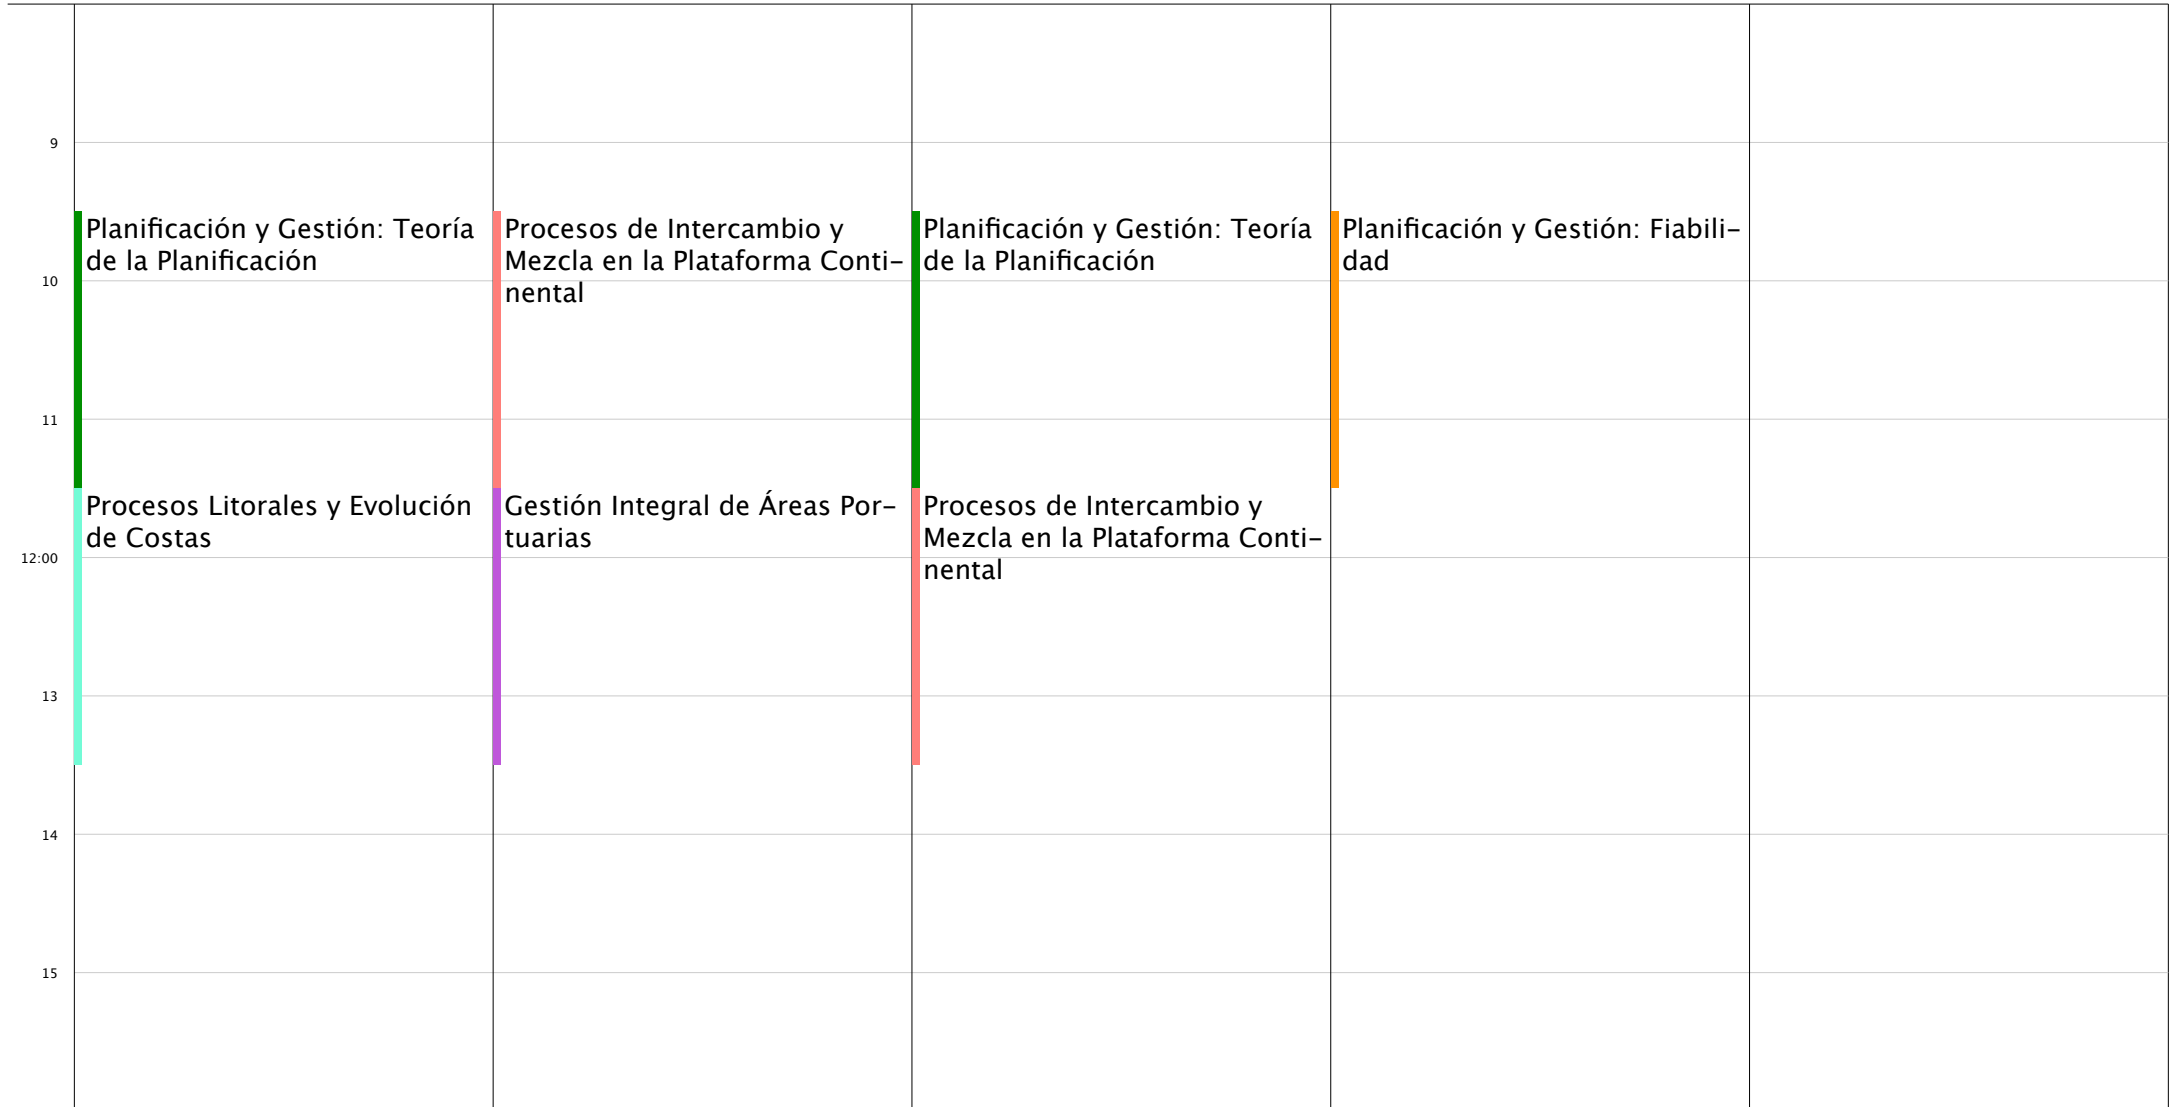 9
Planificación y Gestión: Teoría
de la Planificación
Procesos de Intercambio y
Mezcla en la Plataforma Conti-
nental
Planificación y Gestión: Teoría
de la Planificación
Planificación y Gestión: Fiabili-
dad
10
11
Procesos Litorales y Evolución
de Costas
Gestión Integral de Áreas Por-
tuarias
Procesos de Intercambio y
Mezcla en la Plataforma Conti-
nental
12:00
13
14
15